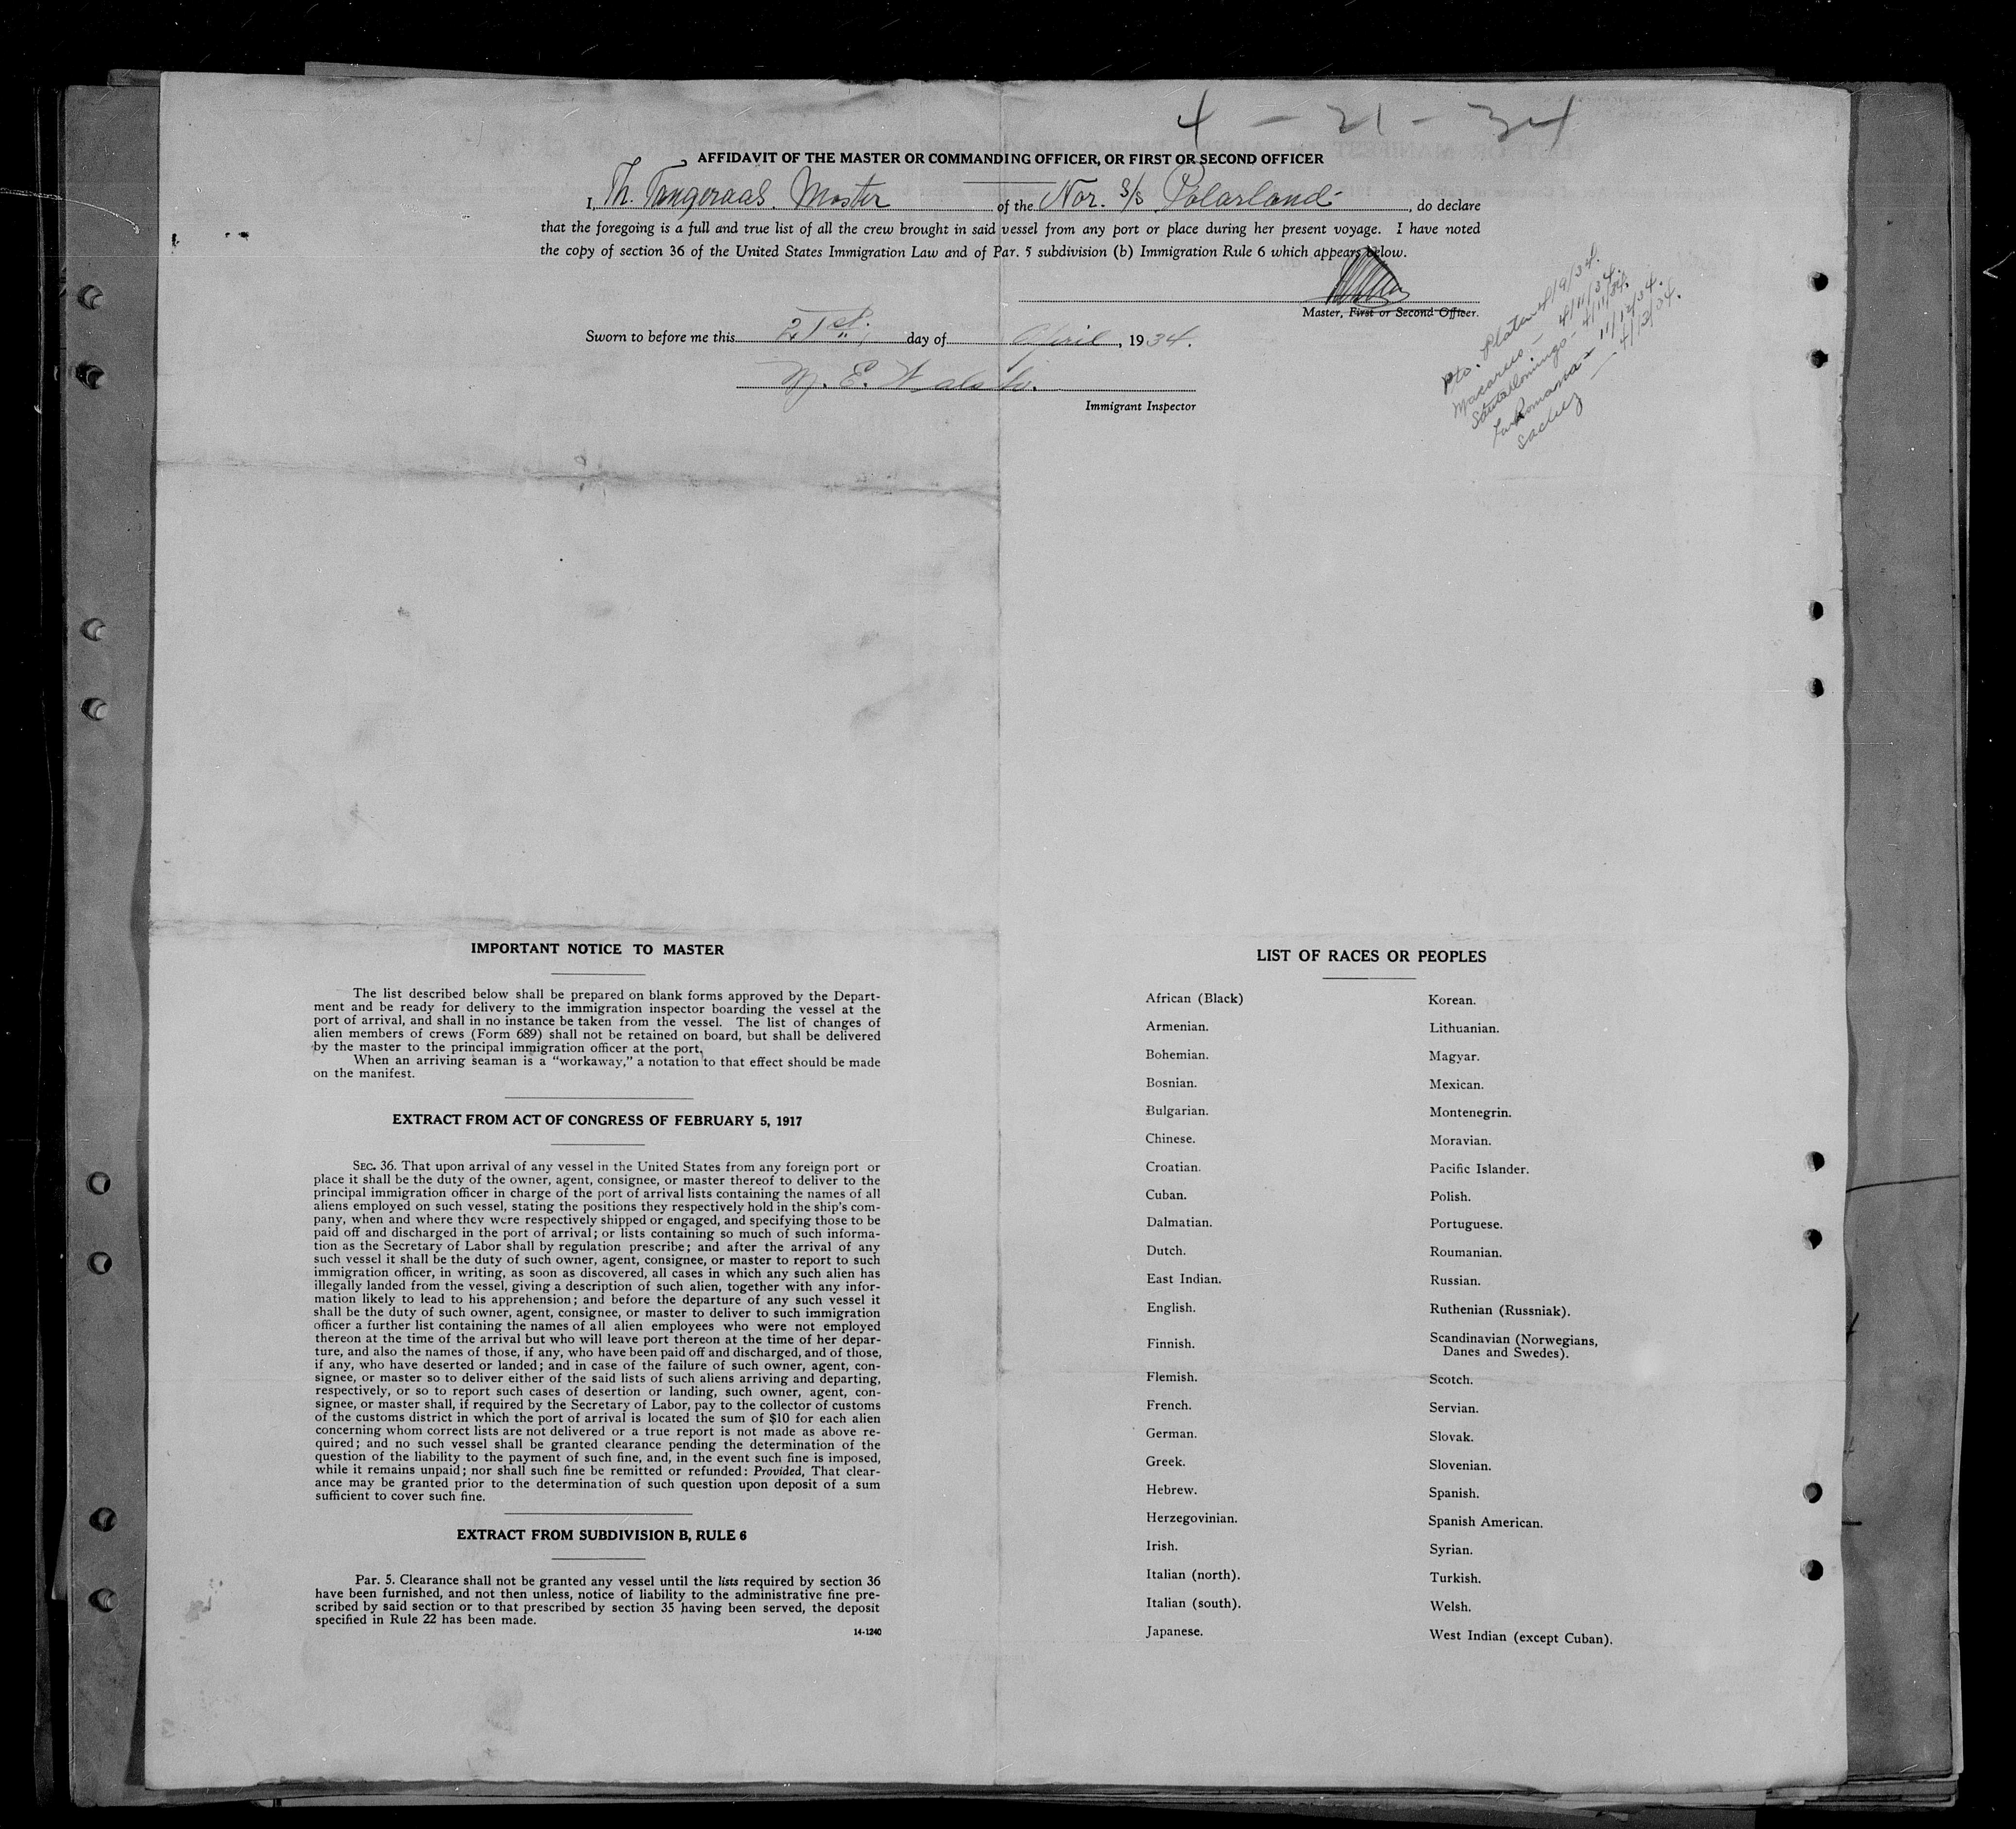 4 - 21 - 34
AFFIDAVIT OF THE MASTER OR COMMANDING OFFICER, OR FIRST OR SECOND OFFICER
I, Th. Tangeraas. Master of the Nor. S/S Polarland, do declare
that the foregoing is a full and true list of all the crew brought in said vessel from any port or place during her present voyage. I have noted
the copy of section 36 of the United States Immigration Law and of Par. 5 subdivision (b) Immigration Rule 6 which appears below.
Master, First or Second Officer.
Sworn to before me this 21st day of April, 1934.
Immigrant Inspector
Pto. Plata 4/9/34.
Macoris - 4/11/34.
Santo Domingo - 4/11/34.
La Romana - 11/12/34.
- 4/13/34.
IMPORTANT NOTICE TO MASTER
The list described below shall be prepared on blank forms approved by the Depart-
ment and be ready for delivery to the immigration inspector boarding the vessel at the
port of arrival, and shall in no instance be taken from the vessel. The list of changes of
alien members of crews (Form 689) shall not be retained on board, but shall be delivered
by the master to the principal immigration officer at the port.
When an arriving seaman is a "workaway," a notation to that effect should be made
on the manifest.
EXTRACT FROM ACT OF CONGRESS OF FEBRUARY 5, 1917
SEC. 36. That upon arrival of any vessel in the United States from any foreign port or
place it shall be the duty of the owner, agent, consignee, or master thereof to deliver to the
principal immigration officer in charge of the port of arrival lists containing the names of all
aliens employed on such vessel, stating the positions they respectively hold in the ship's com-
pany, when and where they were respectively shipped or engaged, and specifying those to be
paid off and discharged in the port of arrival; or lists containing so much of such informa-
tion as the Secretary of Labor shall by regulation prescribe; and after the arrival of any
such vessel it shall be the duty of such owner, agent, consignee, or master to report to such
immigration officer, in writing, as soon as discovered, all cases in which any such alien has
illegally landed from the vessel, giving a description of such alien, together with any infor-
mation likely to lead to his apprehension; and before the departure of any such vessel it
shall be the duty of such owner, agent, consignee, or master to deliver to such immigration
officer a further list containing the names of all alien employees who were not employed
thereon at the time of the arrival but who will leave port thereon at the time of her depar-
ture, and also the names of those, if any, who have been paid off and discharged, and of those,
if any, who have deserted or landed; and in case of the failure of such owner, agent, con-
signee, or master so to deliver either of the said lists of such aliens arriving and departing,
respectively, or so to report such cases of desertion or landing, such owner, agent, con-
signee, or master shall, if required by the Secretary of Labor, pay to the collector of customs
of the customs district in which the port of arrival is located the sum of $10 for each alien
concerning whom correct lists are not delivered or a true report is not made as above re-
quired; and no such vessel shall be granted clearance pending the determination of the
question of the liability to the payment of such fine, and, in the event such fine is imposed,
while it remains unpaid; nor shall such fine be remitted or refunded: Provided, That clear-
ance may be granted prior to the determination of such question upon deposit of a sum
sufficient to cover such fine.
EXTRACT FROM SUBDIVISION B, RULE 6
Par. 5. Clearance shall not be granted any vessel until the lists required by section 36
have been furnished, and not then unless, notice of liability to the administrative fine pre-
scribed by said section or to that prescribed by section 35 having been served, the deposit
specified in Rule 22 has been made.
14-1240
LIST OF RACES OR PEOPLES
African (Black)
Armenian.
Bohemian.
Bosnian.
Bulgarian.
Chinese.
Croatian.
Cuban.
Dalmatian.
Dutch.
East Indian.
English.
Finnish.
Flemish.
French.
German.
Greek.
Hebrew.
Herzegovinian.
Irish.
Italian (north).
Italian (south).
Japanese.
Korean.
Lithuanian.
Magyar.
Mexican.
Montenegrin.
Moravian.
Pacific Islander.
Polish.
Portuguese.
Roumanian.
Russian.
Ruthenian (Russniak).
Scandinavian (Norwegians,
Danes and Swedes).
Scotch.
Servian.
Slovak.
Slovenian.
Spanish.
Spanish American.
Syrian.
Turkish.
Welsh.
West Indian (except Cuban).